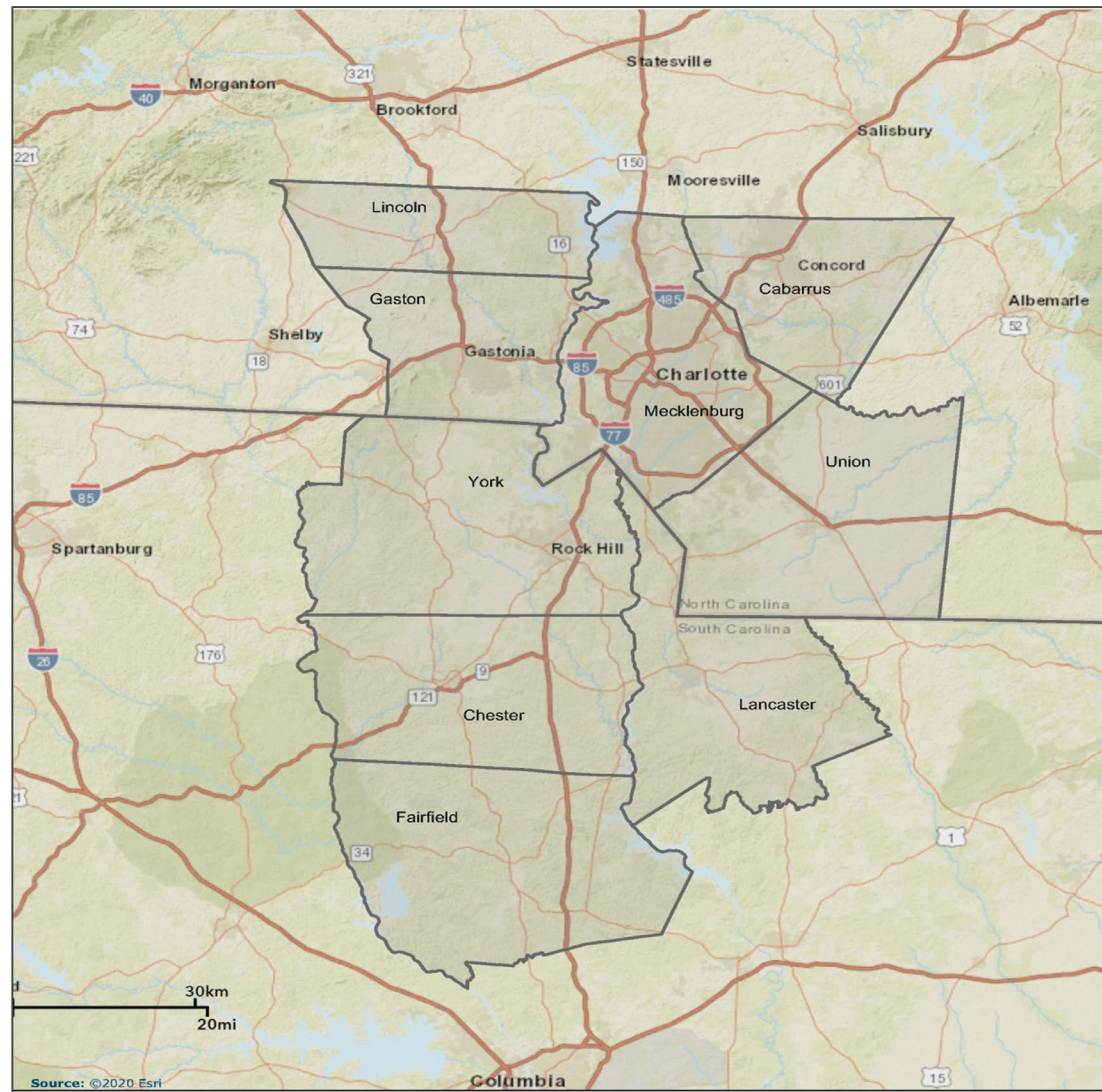 Statesville
321
Morganton
40
Brookford
Salisbury
221
150
Mooresville
Lincoln
16
Concord
Cabarrus
485
Gaston
Albemarle
74
52
Shelby
18
Gastonia
85
Charlotte
601
Mecklenburg
77
Union
York
85
Spartanburg
Rock Hill
North Carolina
South Carolina
176
26
9
121
Chester
Lancaster
21
Fairfield
1
34
d
30km
20mi
Source: ©2020 Esri
Columbia
15